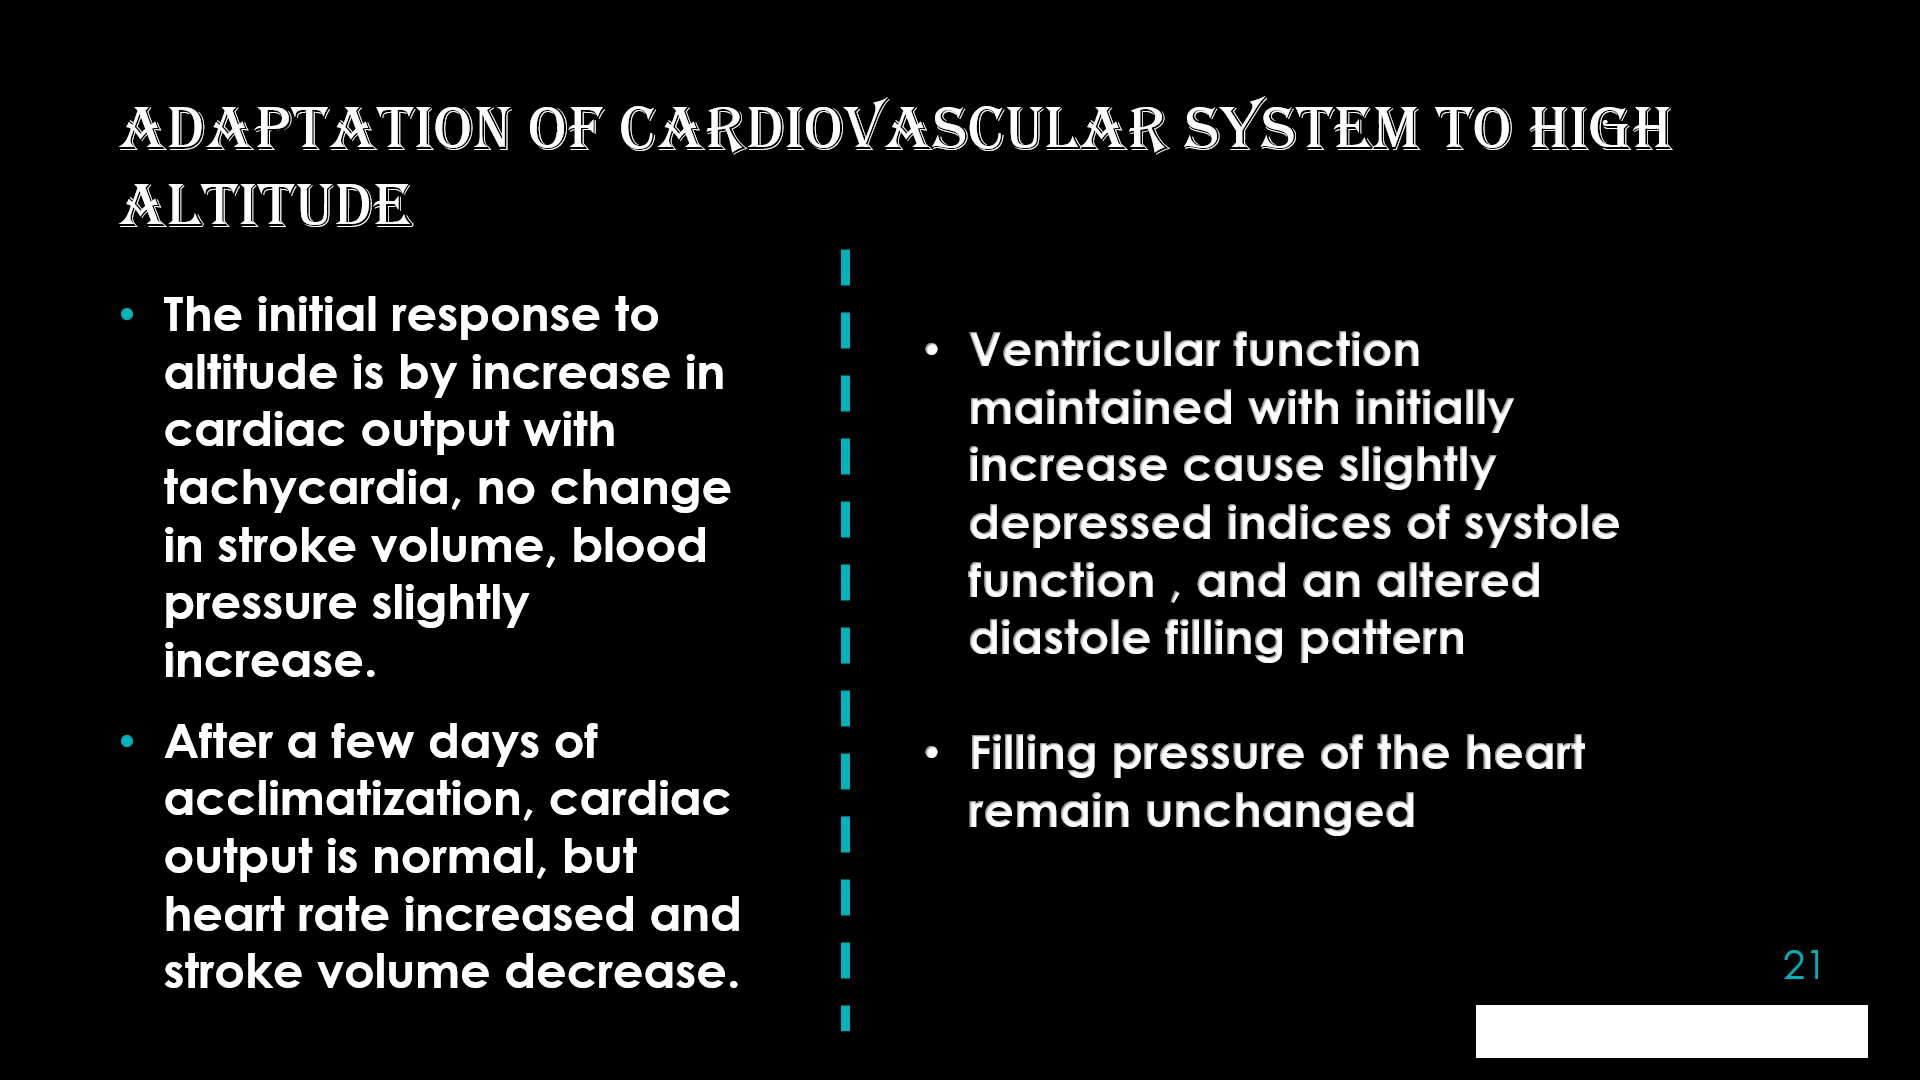 ADAPTATION OF CARDIOVASCULAR SYSTEM TO HIGH
ALTITUDE
• The initial response to
altitude is by increase in
cardiac output with
tachycardia, no change
in stroke volume, blood
pressure slightly
increase.
• After a few days of
acclimatization, cardiac
output is normal, but
heart rate increased and
stroke volume decrease.
• Ventricular function
maintained with initially
increase cause slightly
depressed indices of systole
function , and an altered
diastole filling pattern
• Filling pressure of the heart
remain unchanged
21